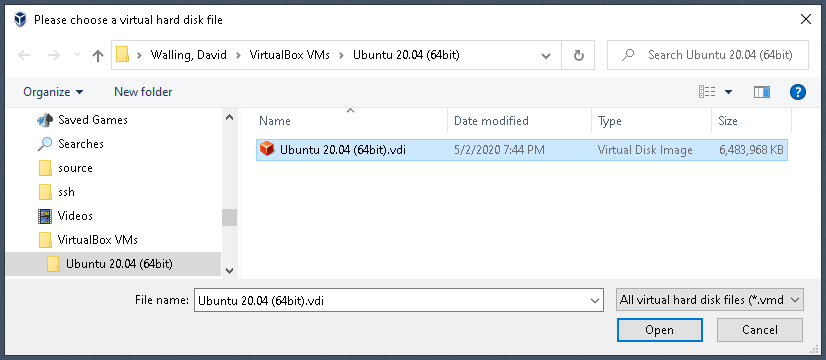 Please choose a virtual hard disk file
Walling, David > VirtualBox VMs > Ubuntu 20.04 (64bit)
Search Ubuntu 20.04 (64bit)
Organize
New folder
?
Saved Games
Searches
source
ssh
Videos
VirtualBox VMs
Ubuntu 20.04 (64bit)
Name Date modified Type Size
Ubuntu 20.04 (64bit).vdi 5/2/2020 7:44 PM Virtual Disk Image 6,483,968 KB
File name: Ubuntu 20.04 (64bit).vdi
All virtual hard disk files (*.vmd
Open
Cancel